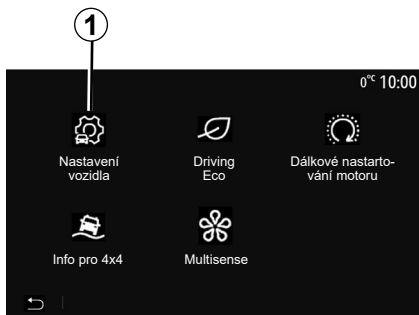 1
0°C 10:00
Nastavení
vozidla
Driving
Eco
Dálkové nastarto-
vání motoru
Info pro 4x4
Multisense